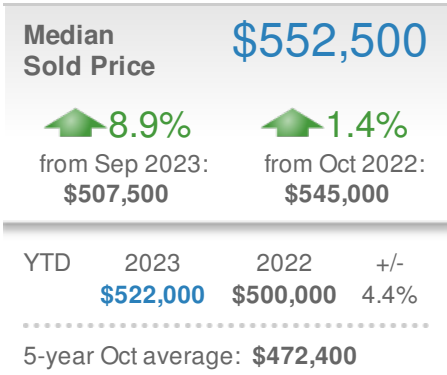 Median $552,500
Sold Price
8.9% 1.4%
from Sep 2023: from Oct 2022:
$507,500 $545,000
YTD 2023 2022 +/-
$522,000 $500,000 4.4%
5-year Oct average: $472,400